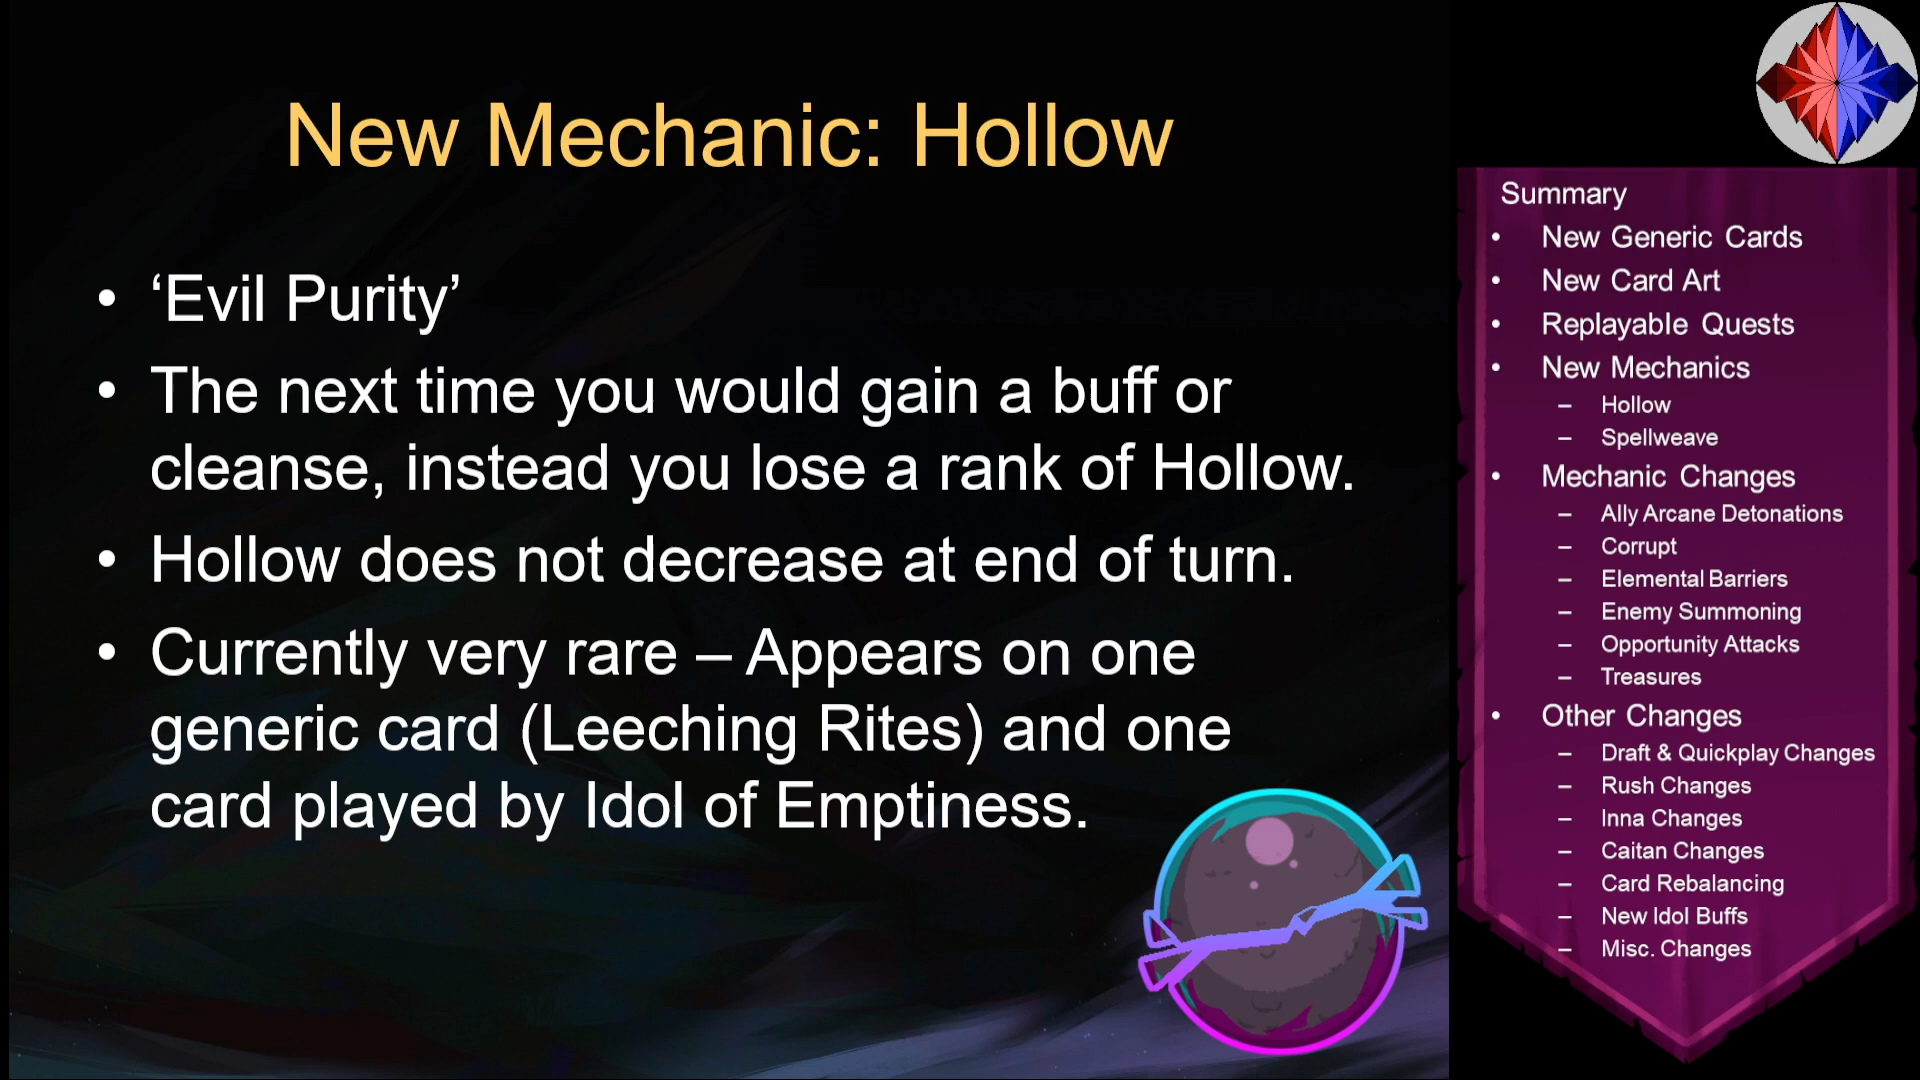 New Mechanic: Hollow
• ‘Evil Purity’
• The next time you would gain a buff or
cleanse, instead you lose a rank of Hollow.
• Hollow does not decrease at end of turn.
• Currently very rare – Appears on one
generic card (Leeching Rites) and one
card played by Idol of Emptiness.
Summary
• New Generic Cards
• New Card Art
• Replayable Quests
• New Mechanics
– Hollow
– Spellweave
• Mechanic Changes
– Ally Arcane Detonations
– Corrupt
– Elemental Barriers
– Enemy Summoning
– Opportunity Attacks
– Treasures
• Other Changes
– Draft & Quickplay Changes
– Rush Changes
– Inna Changes
– Caitan Changes
– Card Rebalancing
– New Idol Buffs
– Misc. Changes